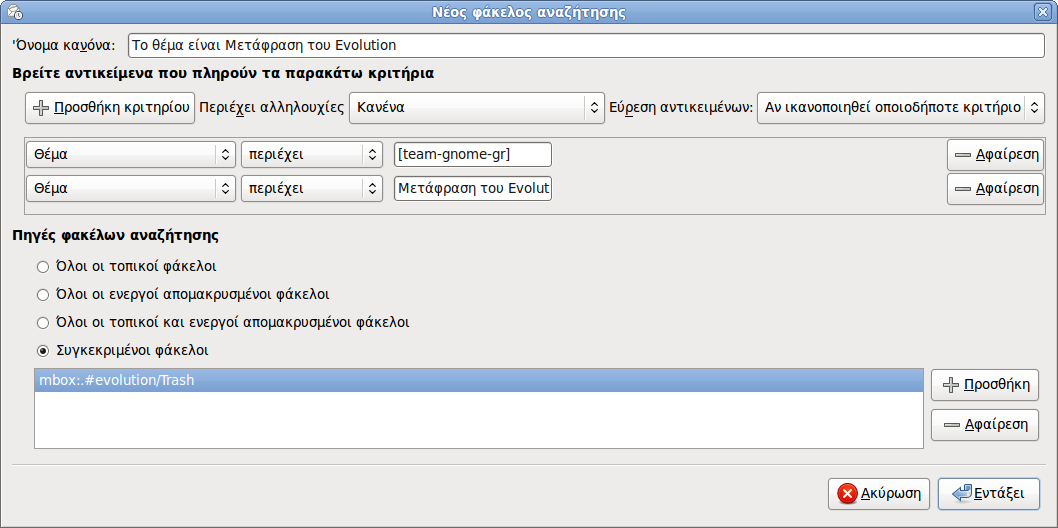 Νέος φάκελος αναζήτησης
'Όνομα κανόνα: Το θέμα είναι Μετάφραση του Evolution
Βρείτε αντικείμενα που πληρούν τα παρακάτω κριτήρια
Προσθήκη κριτηρίου Περιέχει αλληλουχίες Κανένα Εύρεση αντικειμένων: Αν ικανοποιηθεί οποιοδήποτε κριτήριο
Θέμα περιέχει [team-gnome-gr] Αφαίρεση
Θέμα περιέχει Μετάφραση του Evolut Αφαίρεση
Πηγές φακέλων αναζήτησης
Όλοι οι τοπικοί φάκελοι
Όλοι οι ενεργοί απομακρυσμένοι φάκελοι
Όλοι οι τοπικοί και ενεργοί απομακρυσμένοι φάκελοι
Συγκεκριμένοι φάκελοι
mbox:.#evolution/Trash Προσθήκη
Αφαίρεση
Ακύρωση Εντάξει